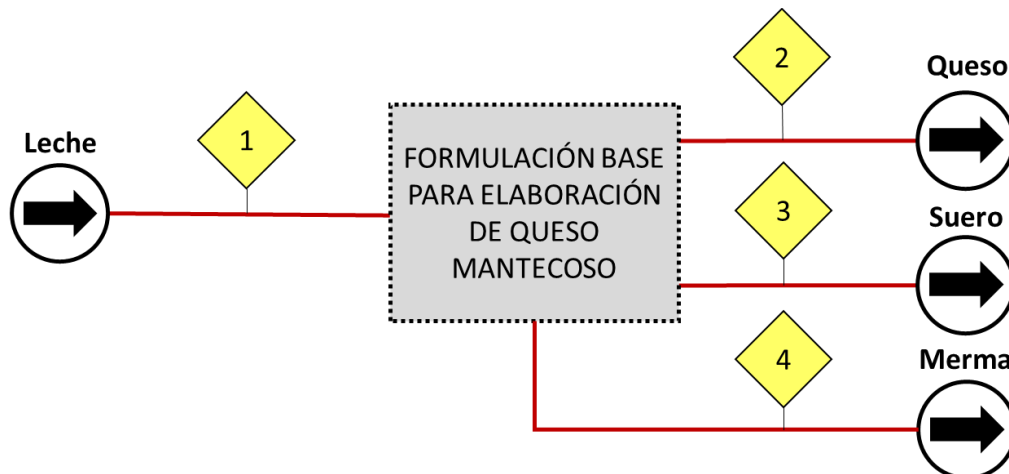 Leche
1
FORMULACIÓN BASE
PARA ELABORACIÓN
DE QUESO
MANTECOSO
2
Queso
3
Suero
4
Merma